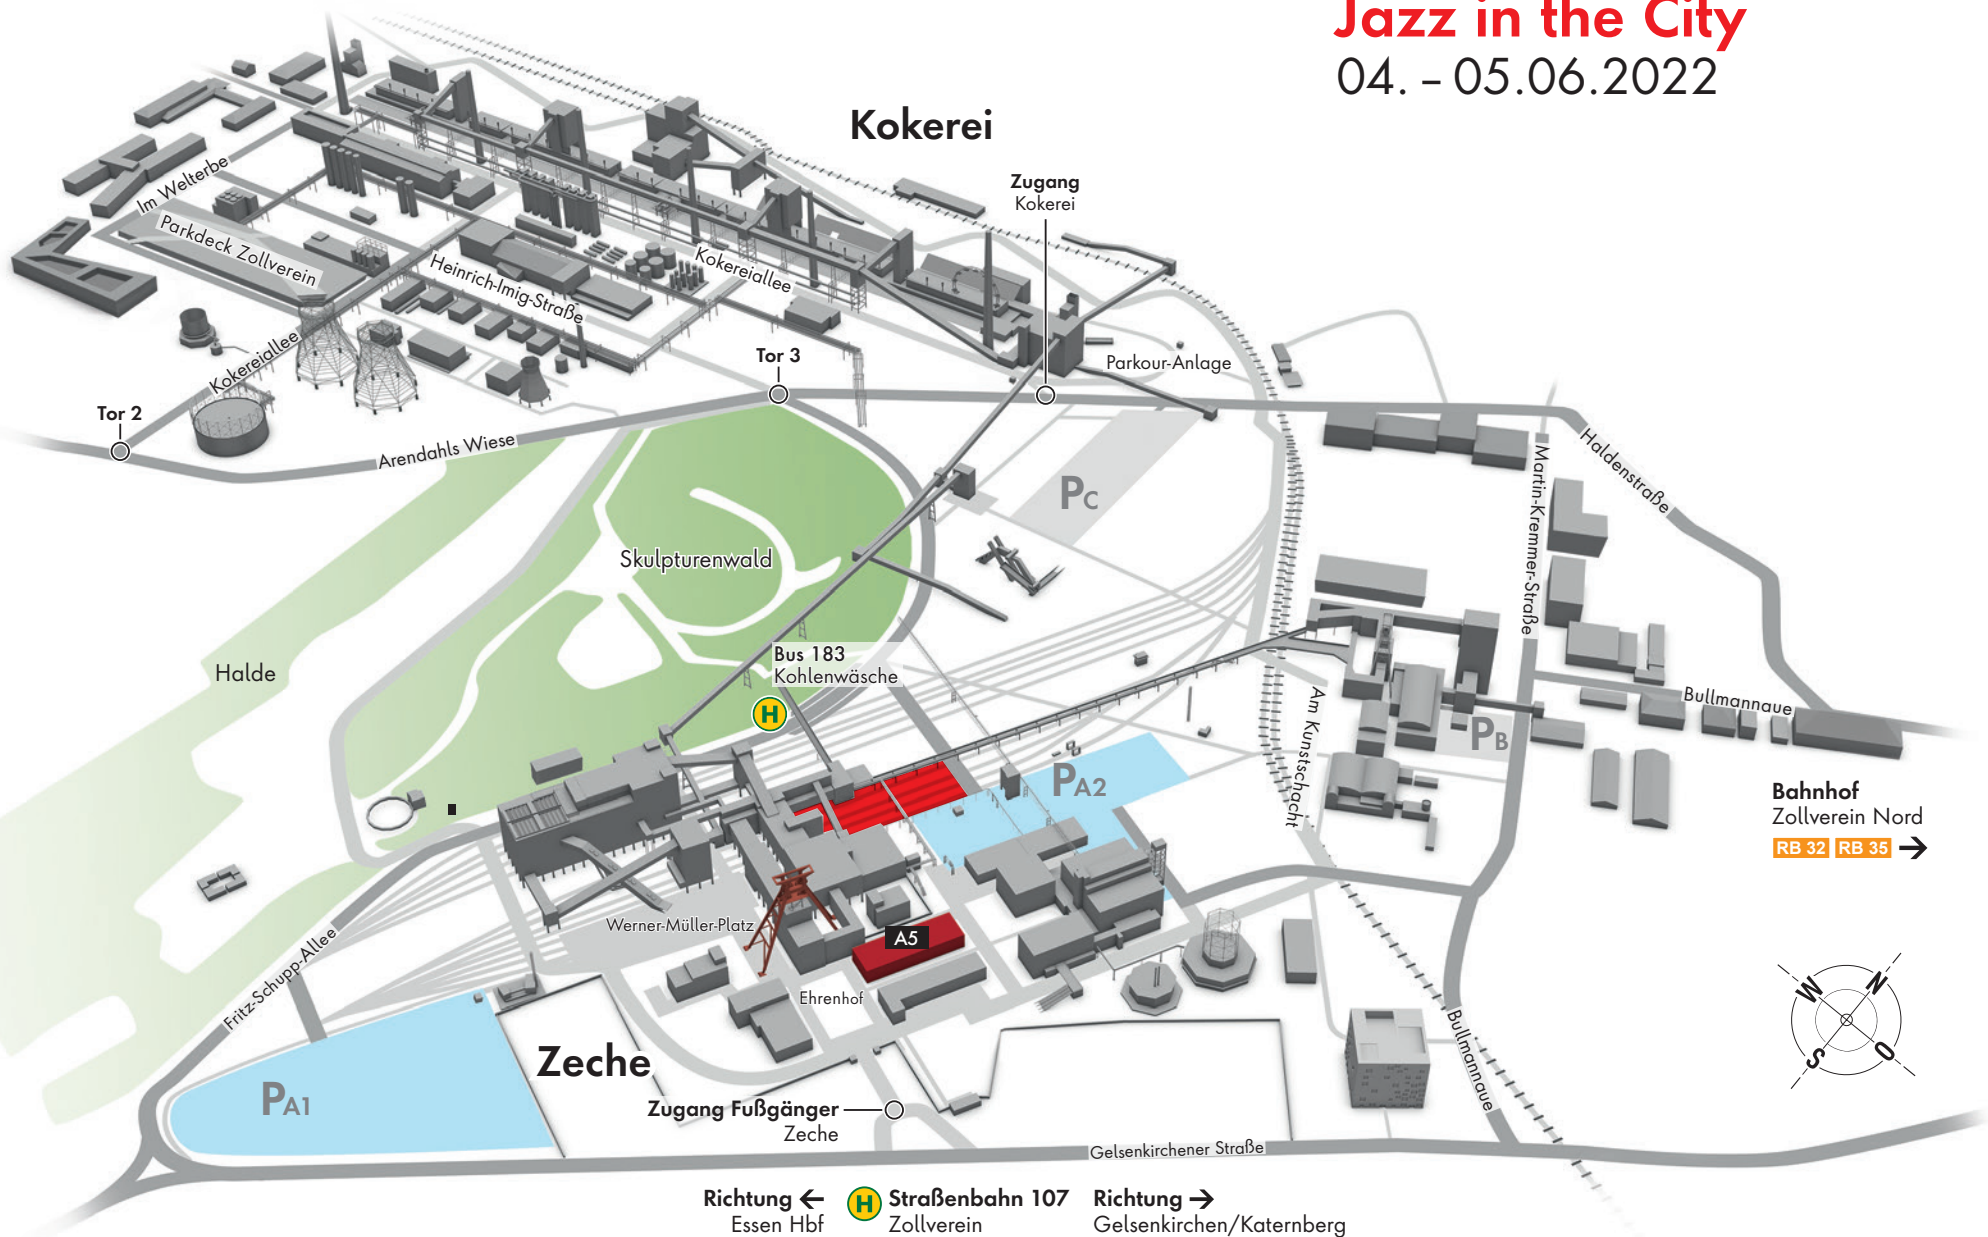 Jazz in the City
04. – 05.06.2022
Kokerei
Zugang
Kokerei
Im Welterbe
Parkdeck Zollverein
Heinrich-Imig-Straße
Kokereiallee
Kokereiallee
Tor 3
Parkour-Anlage
Tor 2
Arendahls Wiese
Haldenstraße
Martin-Kremmer-Straße
PC
Skulpturenwald
Halde
Bus 183
Kohlenwäsche
H
Am Kunstschacht
Bullmannaue
PB
PA2
Bahnhof
Zollverein Nord
RB 32 RB 35 →
Werner-Müller-Platz
A5
Fritz-Schupp-Allee
Ehrenhof
W N
S O
Zeche
Bullmannaue
PA1
Zugang Fußgänger
Zeche
Gelsenkirchener Straße
Richtung ←
Essen Hbf
H
Straßenbahn 107
Zollverein
Richtung →
Gelsenkirchen/Katernberg